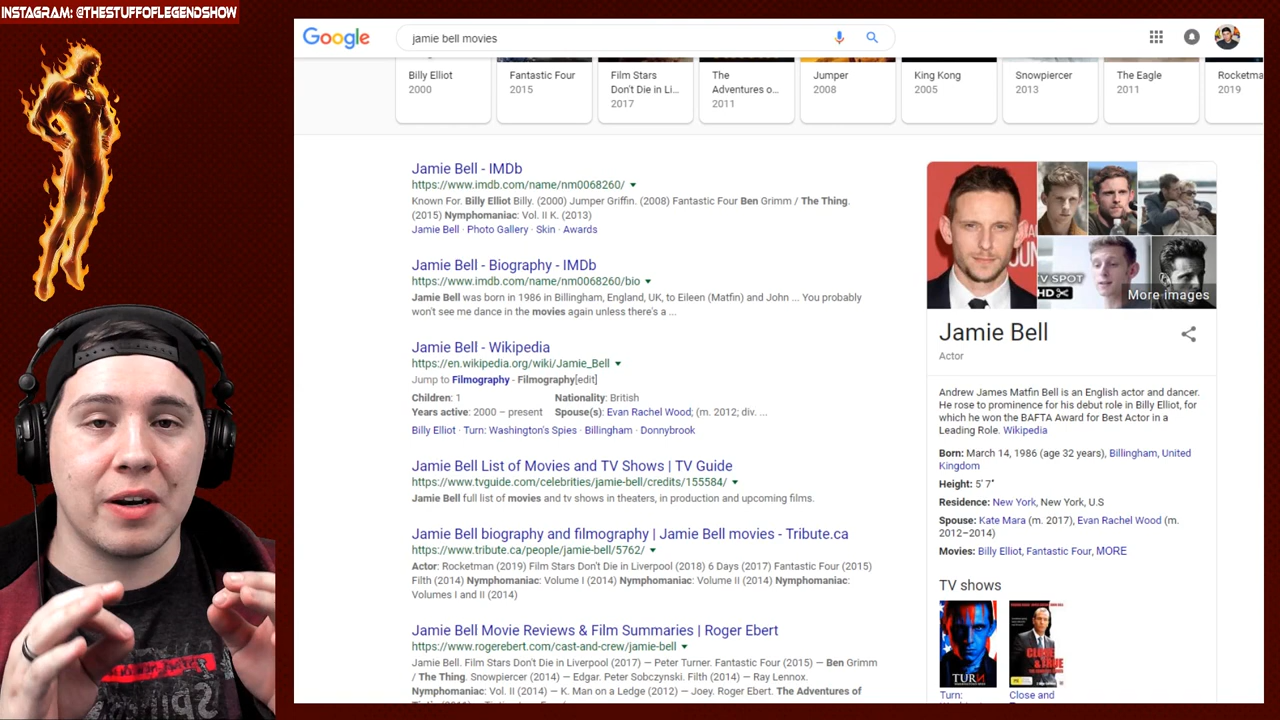 INSTAGRAM: @THESTUFFOFLEGENDSHOW
Google
jamie bell movies
Billy Elliot
2000
Fantastic Four
2015
Film Stars
Don't Die in Li...
2017
The
Adventures o...
2011
Jumper
2008
King Kong
2005
Snowpiercer
2013
The Eagle
2011
Rocketma
2019
Jamie Bell - IMDb
https://www.imdb.com/name/nm0068260/
Known For. Billy Elliot Billy. (2000) Jumper Griffin. (2008) Fantastic Four Ben Grimm / The Thing.
(2015) Nymphomaniac: Vol. II K. (2013)
Jamie Bell · Photo Gallery · Skin · Awards
Jamie Bell - Biography - IMDb
https://www.imdb.com/name/nm0068260/bio
Jamie Bell was born in 1986 in Billingham, England, UK, to Eileen (Matfin) and John ... You probably
won't see me dance in the movies again unless there's a ...
Jamie Bell - Wikipedia
https://en.wikipedia.org/wiki/Jamie_Bell
Jump to Filmography - Filmography[edit]
Children: 1 Nationality: British
Years active: 2000 – present Spouse(s): Evan Rachel Wood; (m. 2012; div. ...
Billy Elliot · Turn: Washington's Spies · Billingham · Donnybrook
Jamie Bell List of Movies and TV Shows | TV Guide
https://www.tvguide.com/celebrities/jamie-bell/credits/155584/
Jamie Bell full list of movies and tv shows in theaters, in production and upcoming films.
Jamie Bell biography and filmography | Jamie Bell movies - Tribute.ca
https://www.tribute.ca/people/jamie-bell/5762/
Actor: Rocketman (2019) Film Stars Don't Die in Liverpool (2018) 6 Days (2017) Fantastic Four (2015)
Filth (2014) Nymphomaniac: Volume I (2014) Nymphomaniac: Volume II (2014) Nymphomaniac:
Volumes I and II (2014)
Jamie Bell Movie Reviews & Film Summaries | Roger Ebert
https://www.rogerebert.com/cast-and-crew/jamie-bell
Jamie Bell. Film Stars Don't Die in Liverpool (2017) — Peter Turner. Fantastic Four (2015) — Ben Grimm
/ The Thing. Snowpiercer (2014) — Edgar. Peter Sobczynski. Filth (2014) — Ray Lennox.
Nymphomaniac: Vol. II (2014) — K. Man on a Ledge (2012) — Joey. Roger Ebert. The Adventures of
TV SPOT
HD
More images
Jamie Bell
Actor
Andrew James Matfin Bell is an English actor and dancer.
He rose to prominence for his debut role in Billy Elliot, for
which he won the BAFTA Award for Best Actor in a
Leading Role. Wikipedia
Born: March 14, 1986 (age 32 years), Billingham, United
Kingdom
Height: 5' 7"
Residence: New York, New York, U.S
Spouse: Kate Mara (m. 2017), Evan Rachel Wood (m.
2012–2014)
Movies: Billy Elliot, Fantastic Four, MORE
TV shows
TURN
CLOSE
& TRUE
Turn:
Close and